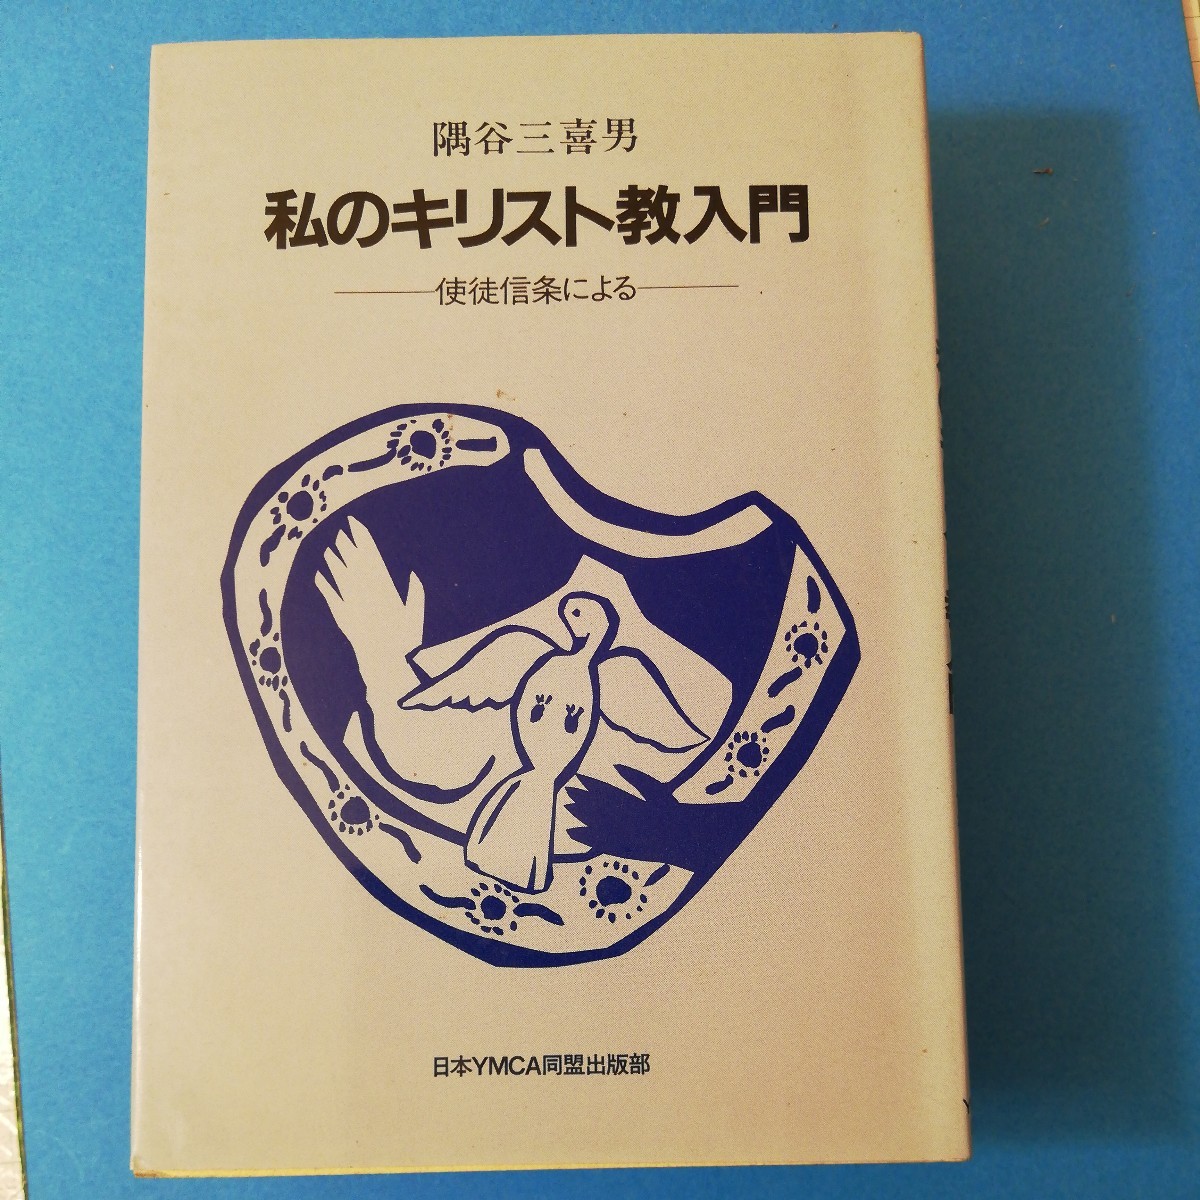 隅谷三喜男
私のキリスト教入門
――使徒信条による――
日本YMCA同盟出版部